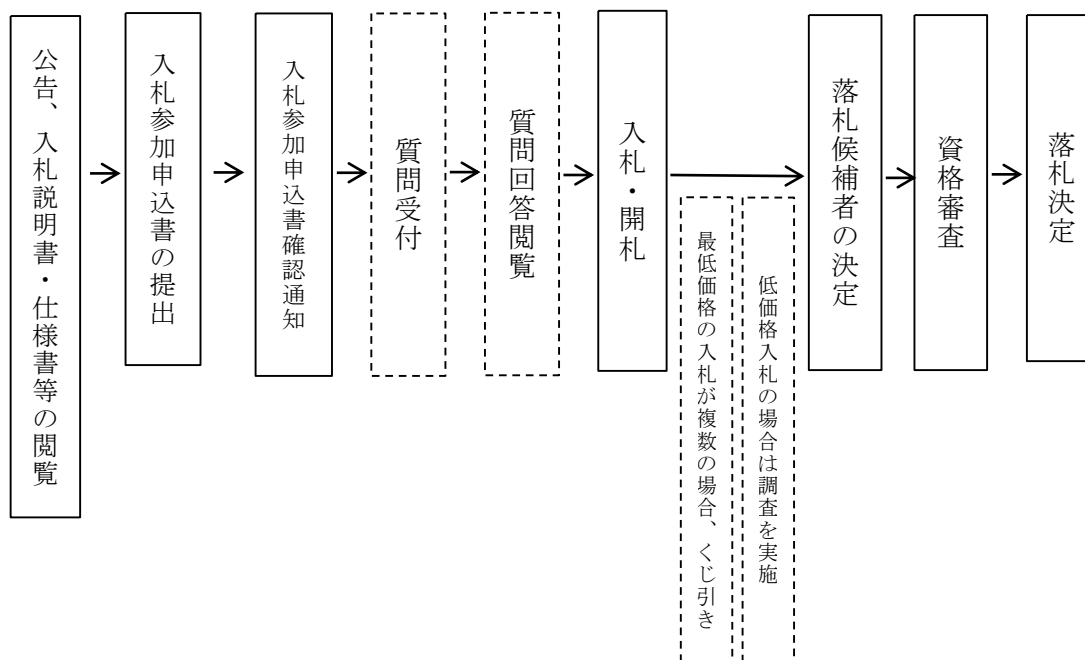 公告、入札説明書・仕様書等の閲覧
入札参加申込書の提出
入札参加申込書確認通知
質問受付
質問回答閲覧
入札・開札
最低価格の入札が複数の場合、くじ引き
低価格入札の場合は調査を実施
落札候補者の決定
資格審査
落札決定